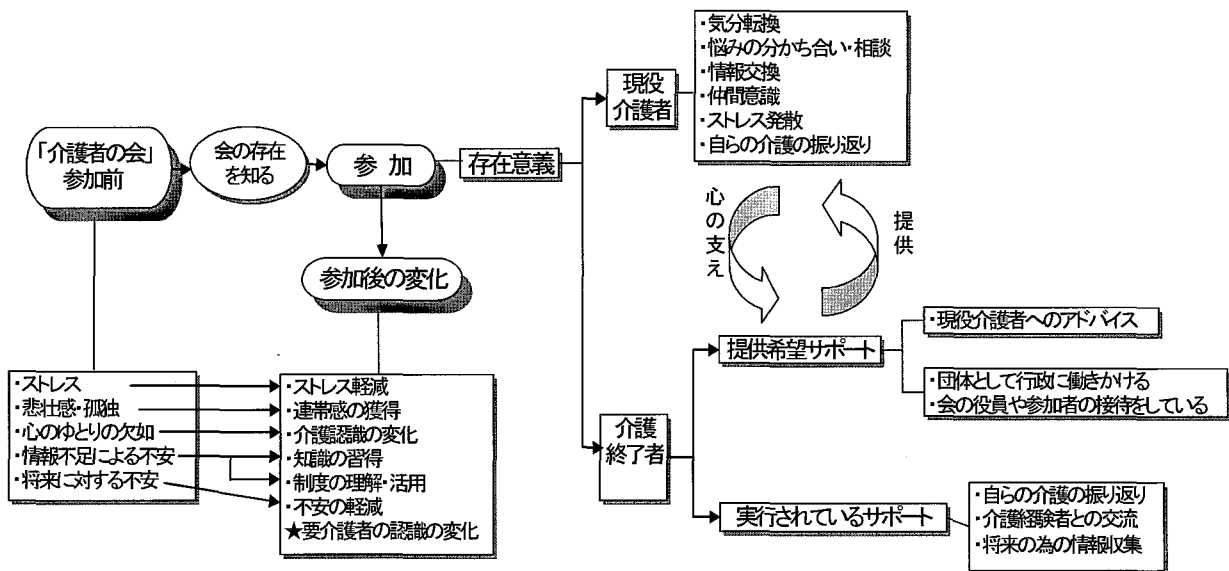 「介護者の会」
参加前
会の存在
を知る
参 加
存在意義
現役
介護者
・気分転換
・悩みの分かち合い・相談
・情報交換
・仲間意識
・ストレス発散
・自らの介護の振り返り
参加後の変化
心の支え
提供
・ストレス
・悲壮感・孤独
・心のゆとりの欠如
・情報不足による不安
・将来に対する不安
・ストレス軽減
・連帯感の獲得
・介護認識の変化
・知識の習得
・制度の理解・活用
・不安の軽減
★要介護者の認識の変化
介護
終了者
提供希望サポート
・現役介護者へのアドバイス
・団体として行政に働きかける
・会の役員や参加者の接待をしている
実行されているサポート
・自らの介護の振り返り
・介護経験者との交流
・将来の為の情報収集